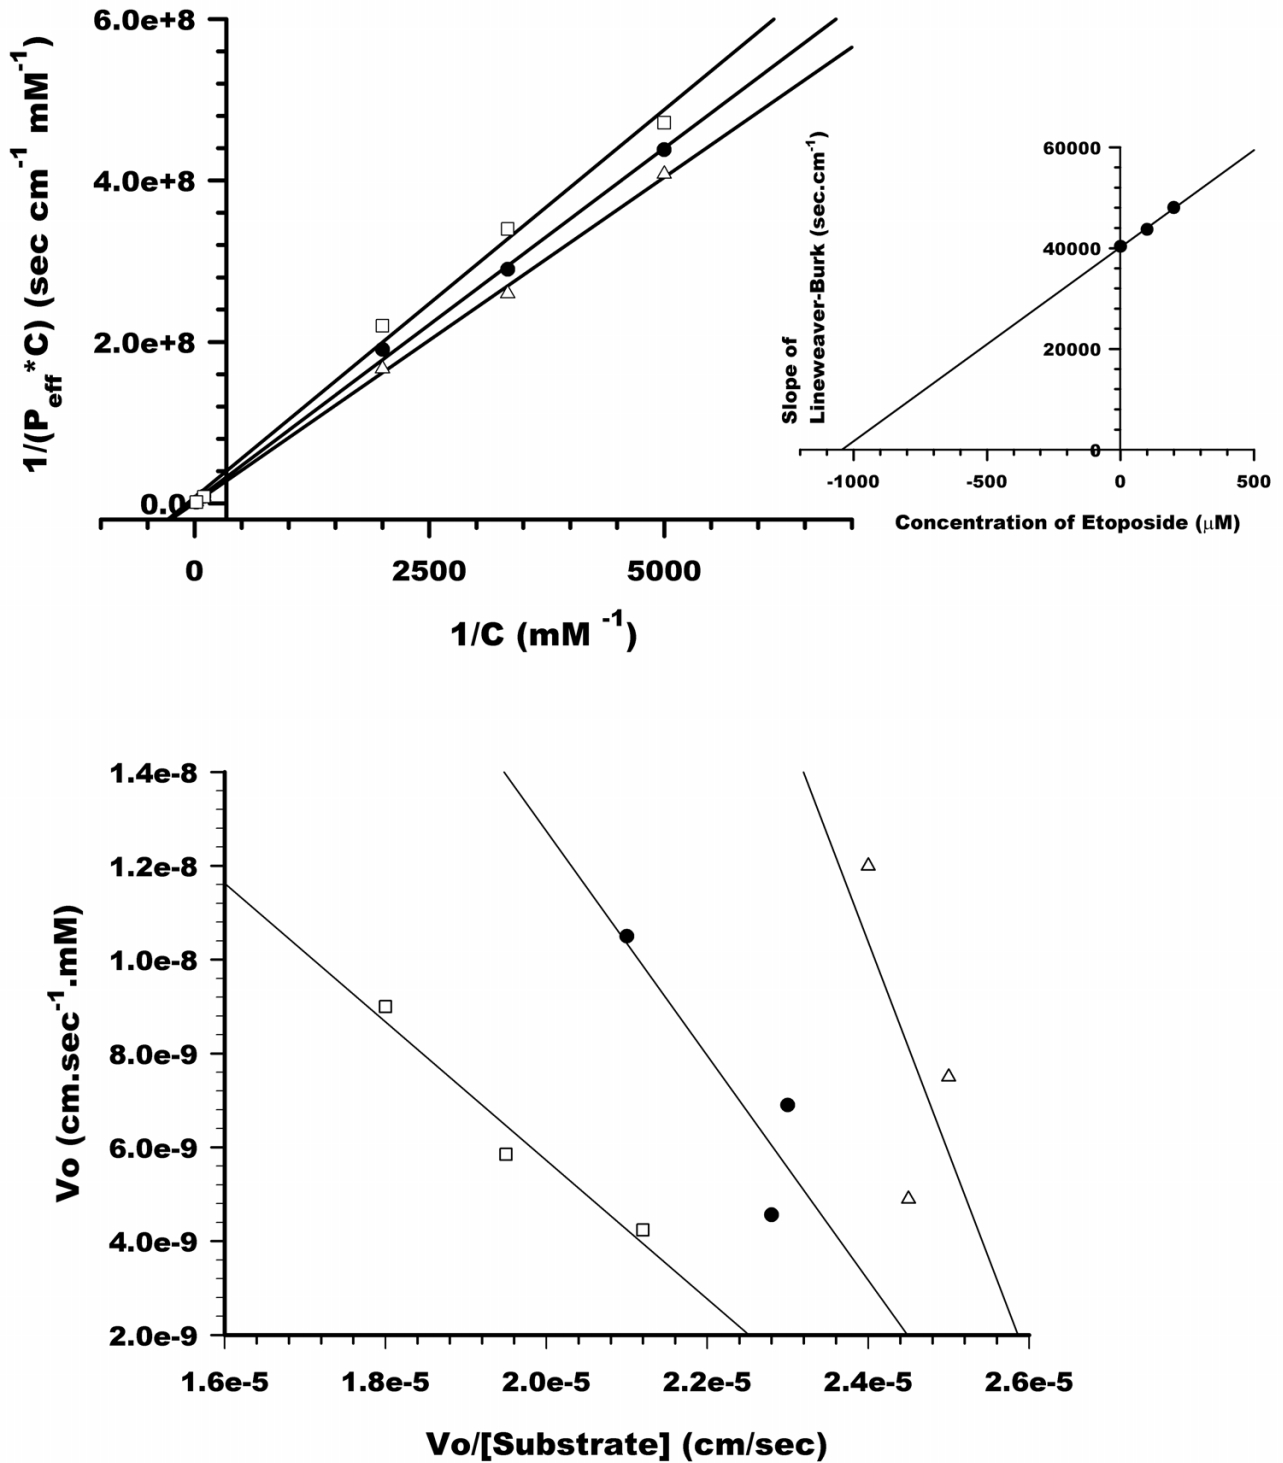 6.0e+8
4.0e+8
2.0e+8
0.0
1/(Peff*C) (sec cm-1 mM-1)
0 2500 5000
1/C (mM -1)
Slope of
Lineweaver-Burk (sec.cm-1)
60000
40000
20000
0
-1000 -500 0 500
Concentration of Etoposide (μM)
1.4e-8
1.2e-8
1.0e-8
8.0e-9
6.0e-9
4.0e-9
2.0e-9
Vo (cm.sec-1.mM)
1.6e-5 1.8e-5 2.0e-5 2.2e-5 2.4e-5 2.6e-5
Vo/[Substrate] (cm/sec)